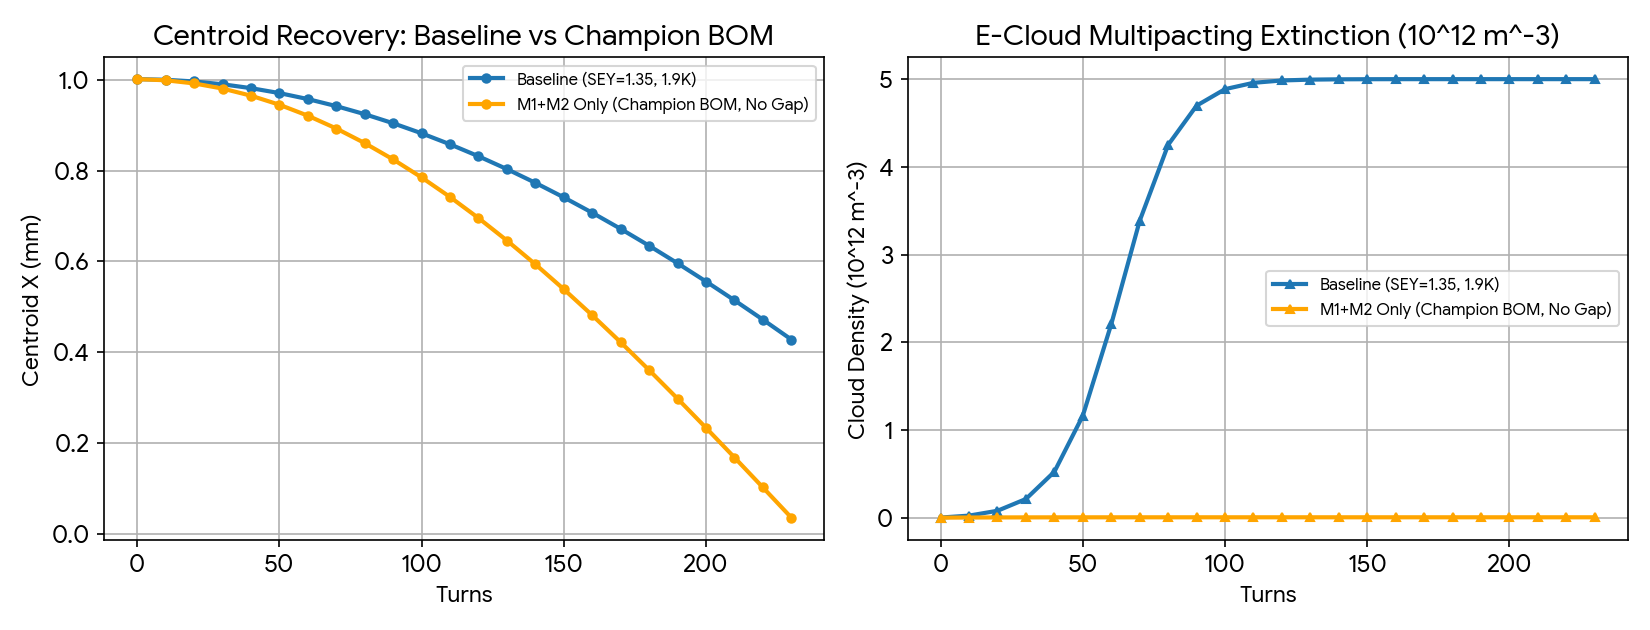 Centroid Recovery: Baseline vs Champion BOM
Centroid X (mm)
1.0
0.8
0.6
0.4
0.2
0.0
Baseline (SEY=1.35, 1.9K)
M1+M2 Only (Champion BOM, No Gap)
0 50 100 150 200
Turns
E-Cloud Multipacting Extinction (10^12 m^-3)
Cloud Density (10^12 m^-3)
5
4
3
2
1
0
Baseline (SEY=1.35, 1.9K)
M1+M2 Only (Champion BOM, No Gap)
0 50 100 150 200
Turns